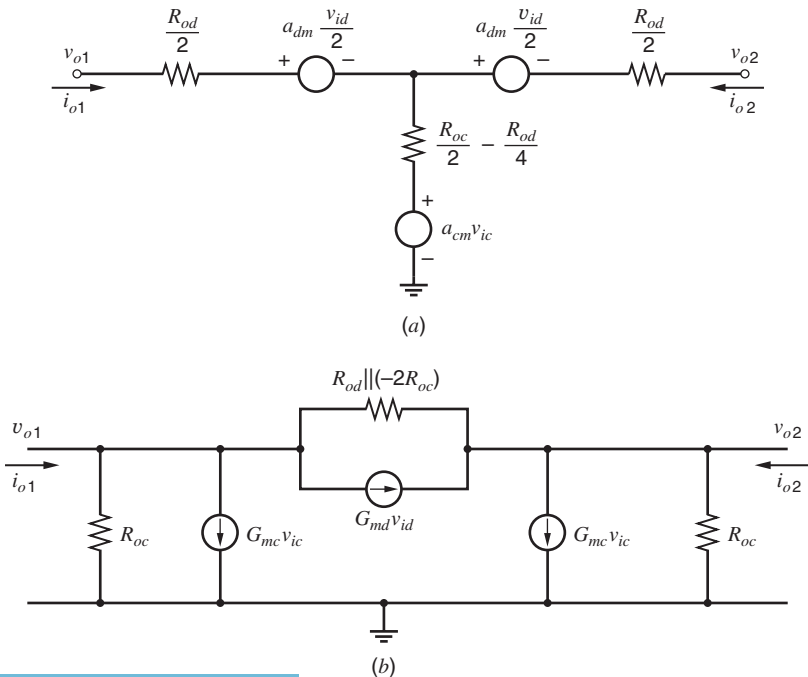 R_od/2
a_dm v_id/2
a_dm v_id/2
R_od/2
v_o1
+
−
+
−
v_o2
i_o1
i_o2
R_oc/2 − R_od/4
+
a_cm v_ic
−
(a)
R_od||(−2R_oc)
v_o1
v_o2
i_o1
i_o2
G_md v_id
R_oc
G_mc v_ic
G_mc v_ic
R_oc
(b)